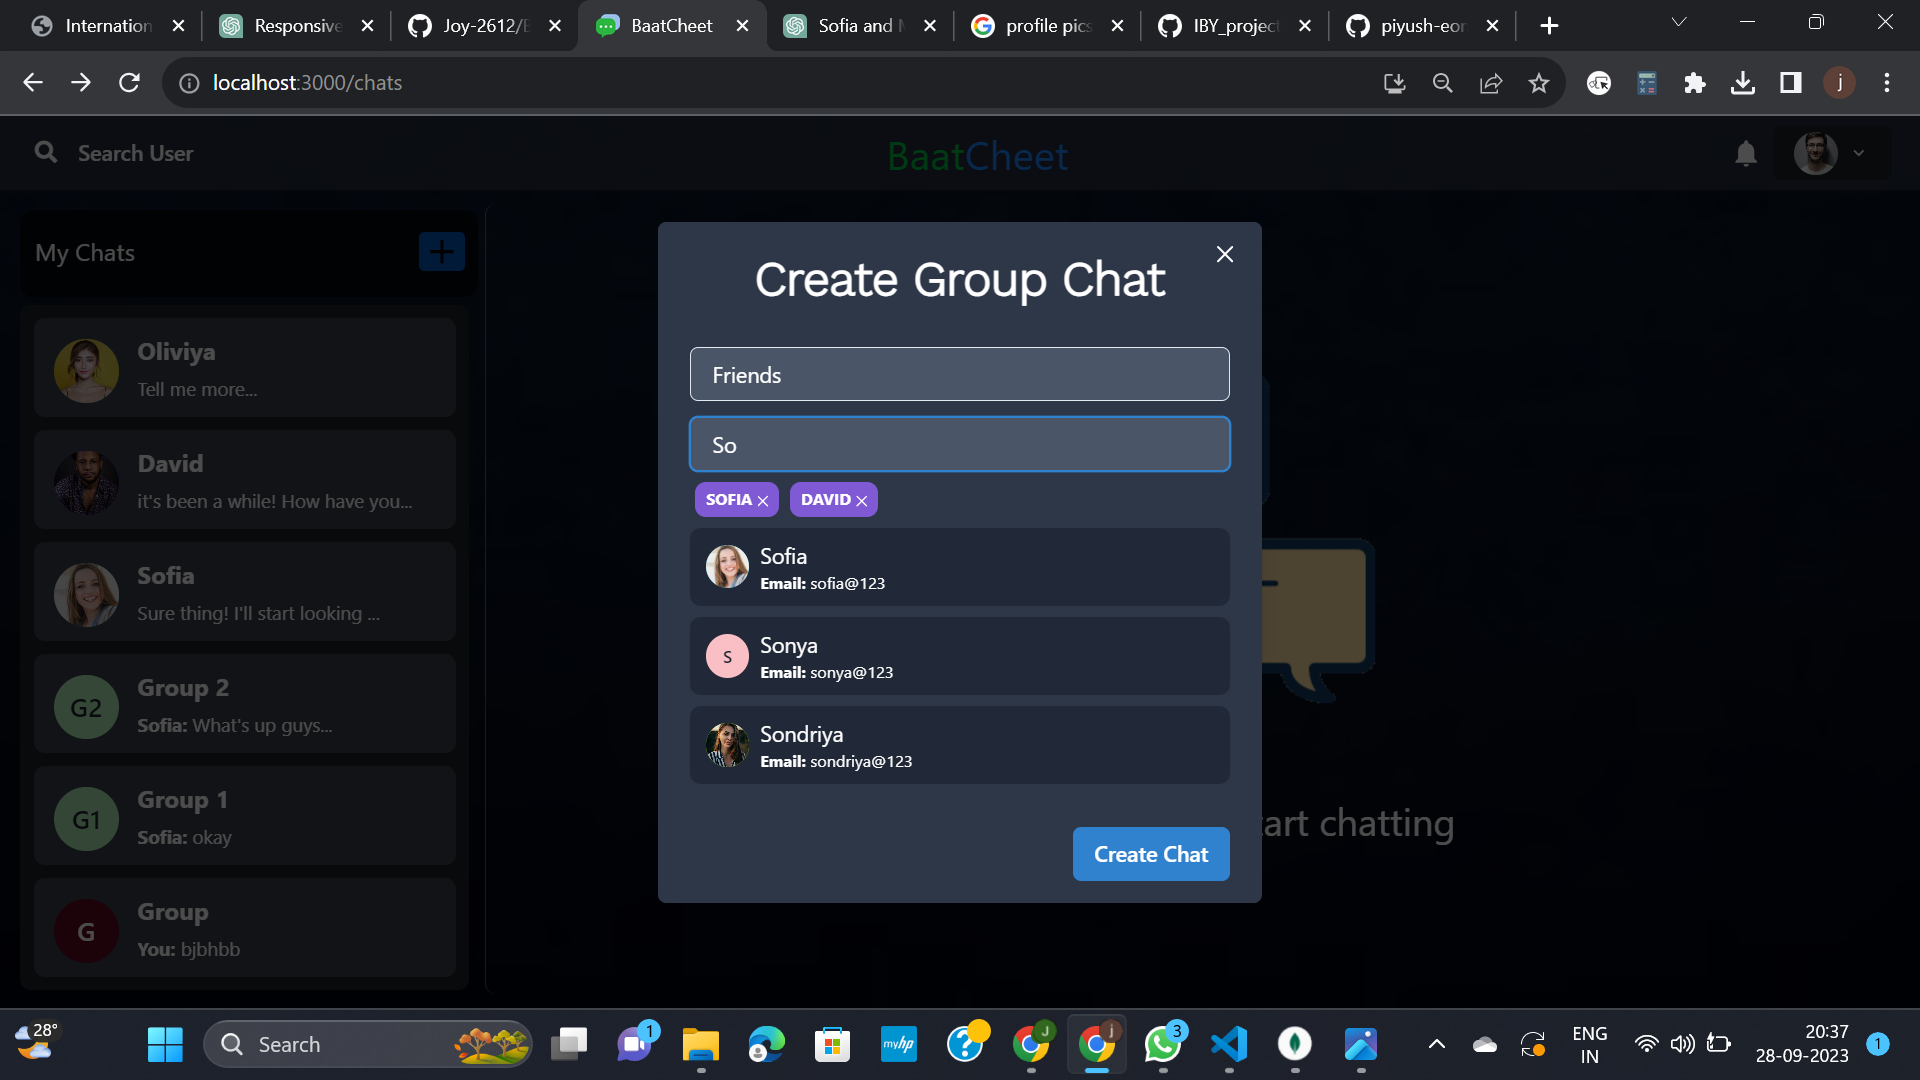 Internation
Responsive
Joy-2612/
BaatCheet
Sofia and
profile pics
IBY_project
piyush-eor
localhost:3000/chats
j
Search User
BaatCheet
My Chats
Create Group Chat
Friends
So
SOFIA
DAVID
Sofia
Email: sofia@123
S
Sonya
Email: sonya@123
Sondriya
Email: sondriya@123
Create Chat
Oliviya
Tell me more...
David
it's been a while! How have you...
Sofia
Sure thing! I'll start looking ...
G2
Group 2
Sofia: What's up guys...
G1
Group 1
Sofia: okay
G
Group
You: bjbhbb
art chatting
28°
Search
1
myhp
J
j
3
ENG
IN
20:37
28-09-2023
1